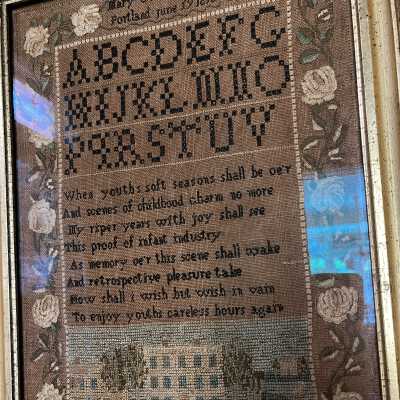 Mary
Portland June 19
ABCDEFG
HIJKLMNO
PQRSTUV
When youths soft seasons shall be oer
And scenes of childhood charm no more
My riper years with joy shall see
This proof of infant industry
As memory oer this scene shall wake
And retrospective pleasure take
How shall i wish but wish in vain
To enjoy youths careless hours again